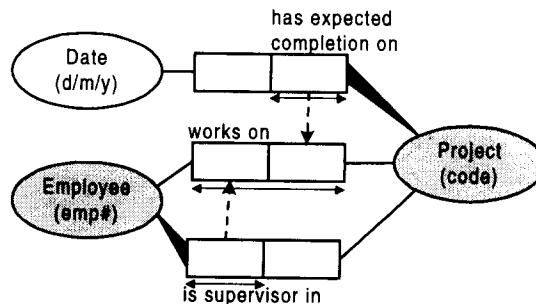 has expected
completion on
Date
(d/m/y)
works on
Project
(code)
Employee
(emp#)
is supervisor in